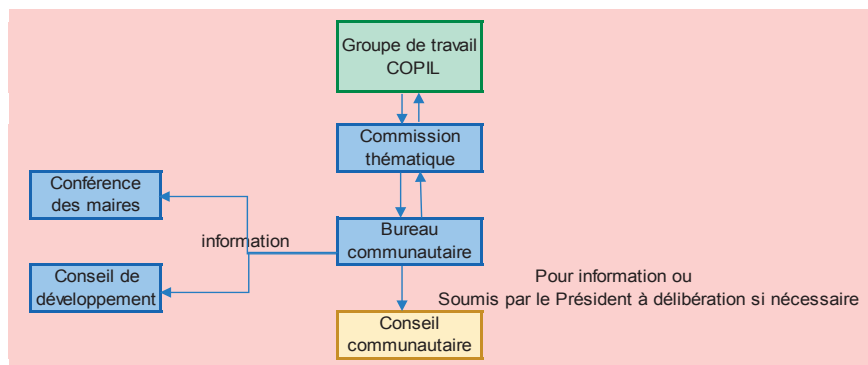 Groupe de travail
COPIL
Commission
thématique
Conférence
des maires
Bureau
communautaire
information
Conseil de
développement
Pour information ou
Soumis par le Président à délibération si nécessaire
Conseil
communautaire